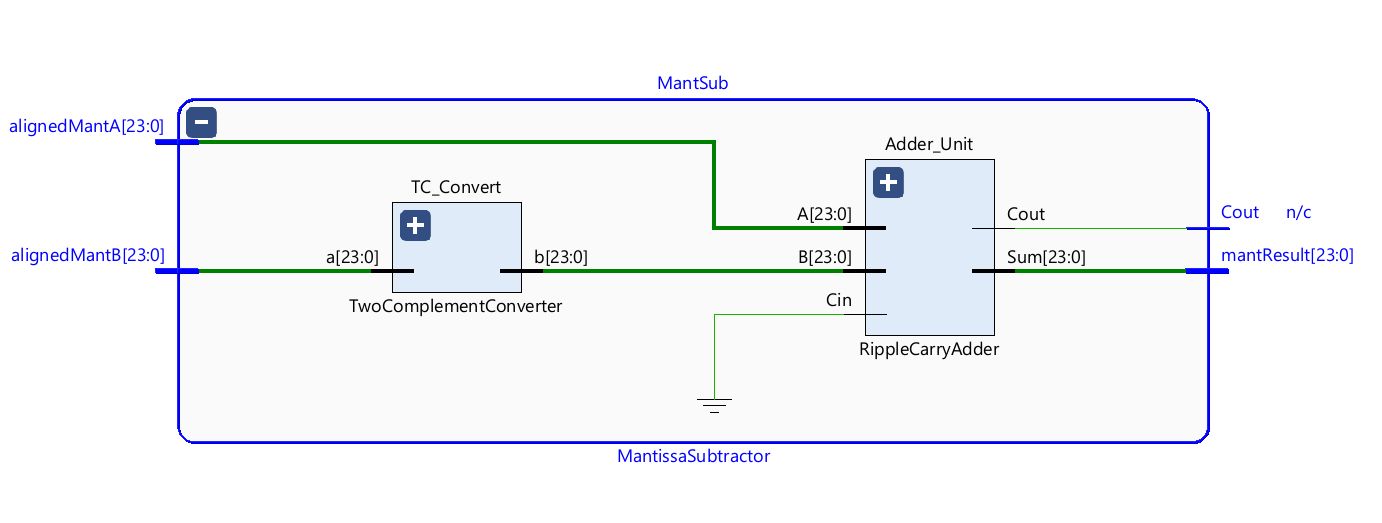 MantSub
alignedMantA[23:0]
Adder_Unit
TC_Convert
A[23:0]
Cout
Cout n/c
alignedMantB[23:0]
a[23:0]
b[23:0]
B[23:0]
Sum[23:0]
mantResult[23:0]
Cin
TwoComplementConverter
RippleCarryAdder
MantissaSubtractor